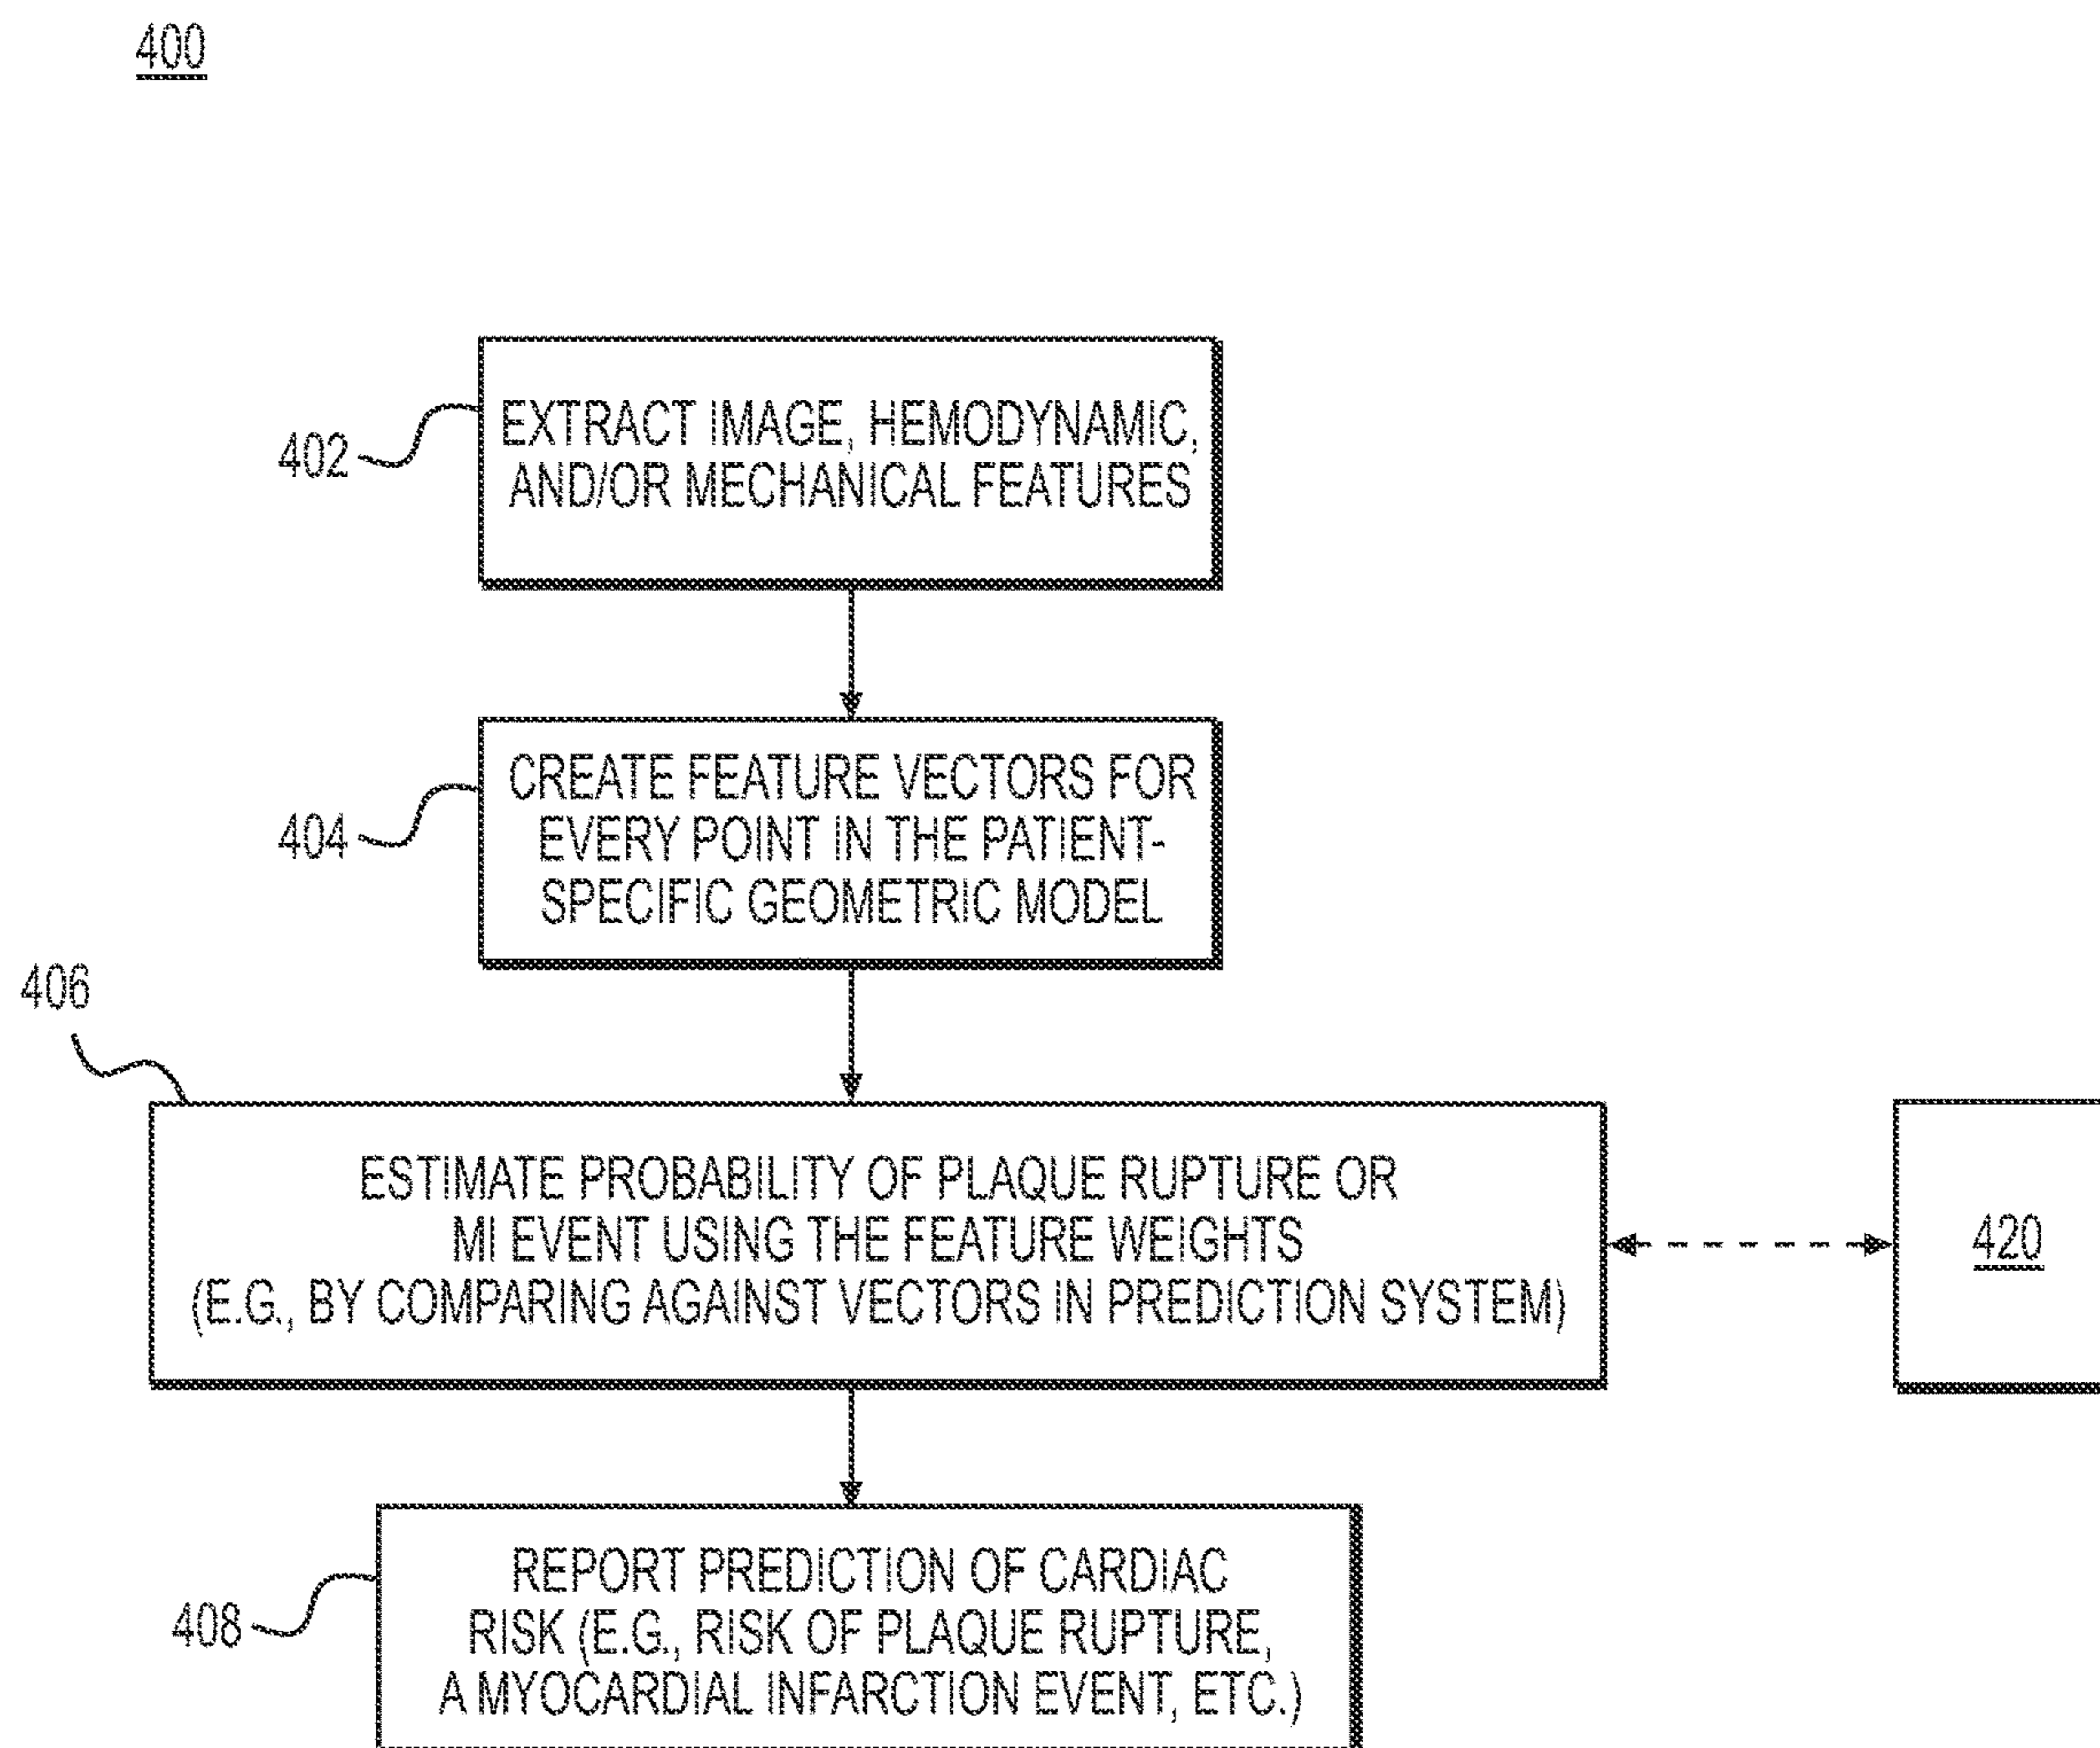 400
402
EXTRACT IMAGE, HEMODYNAMIC,
AND/OR MECHANICAL FEATURES
404
CREATE FEATURE VECTORS FOR
EVERY POINT IN THE PATIENT-
SPECIFIC GEOMETRIC MODEL
406
ESTIMATE PROBABILITY OF PLAQUE RUPTURE OR
MI EVENT USING THE FEATURE WEIGHTS
(E.G., BY COMPARING AGAINST VECTORS IN PREDICTION SYSTEM)
420
408
REPORT PREDICTION OF CARDIAC
RISK (E.G., RISK OF PLAQUE RUPTURE,
A MYOCARDIAL INFARCTION EVENT, ETC.)